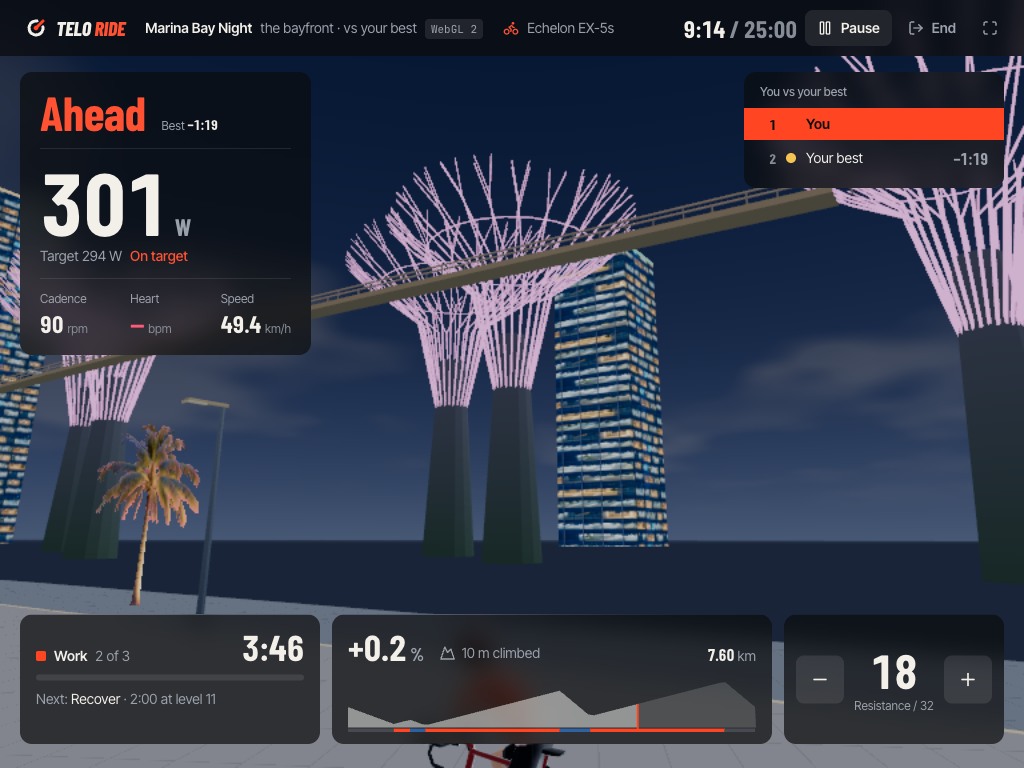 TELO RIDE Marina Bay Night the bayfront · vs your best WebGL 2 Echelon EX-5s 9:14 / 25:00 Pause End
Ahead Best −1:19
301 W
Target 294 W On target
Cadence Heart Speed
90 rpm – bpm 49.4 km/h
You vs your best
1 You
2 Your best −1:19
Work 2 of 3 3:46
Next: Recover · 2:00 at level 11
+0.2 % 10 m climbed 7.60 km
− 18 +
Resistance / 32